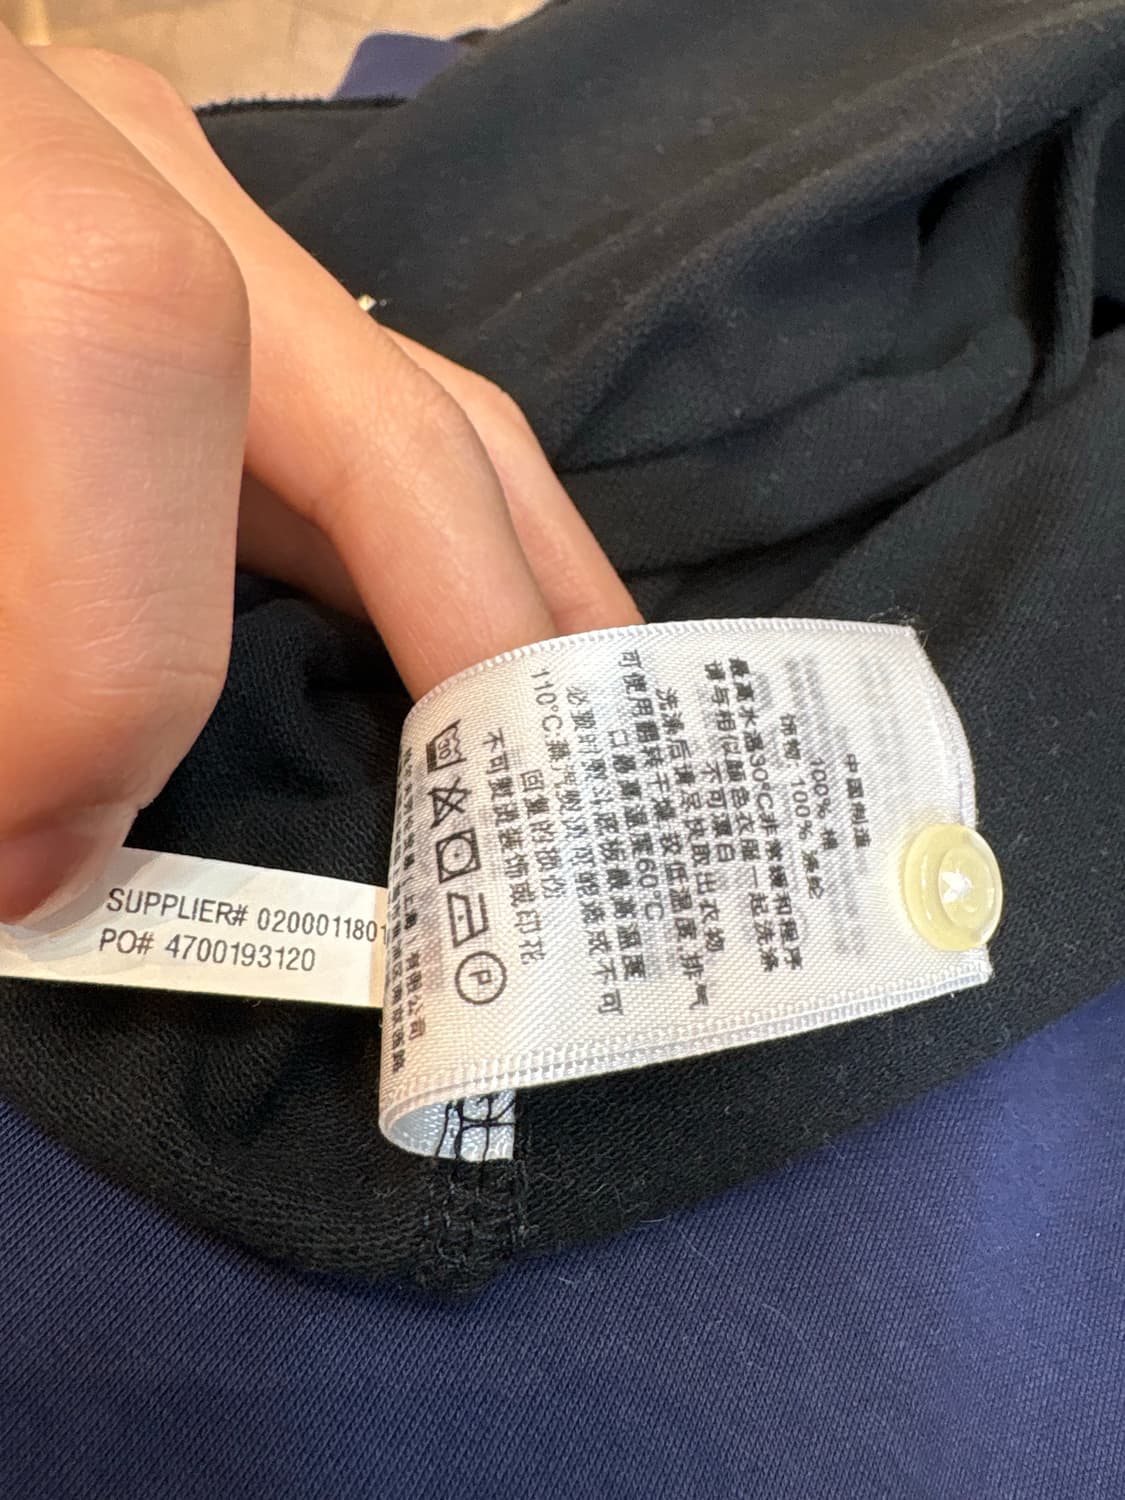 SUPPLIER# 0200011801
PO# 4700193120
中国制造
100% 棉
饰物 100% 涤纶
最高水温30°C非常缓和程序
请与相似颜色衣服一起洗涤
不可漂白
洗涤后请尽快取出衣物
可使用翻转干燥 较低温度 排气
口最高温度60°C
必要时熨斗底板最高温度
110°C; 蒸汽熨烫可能造成不可
回复的损伤
不可熨烫装饰或印花
30
P